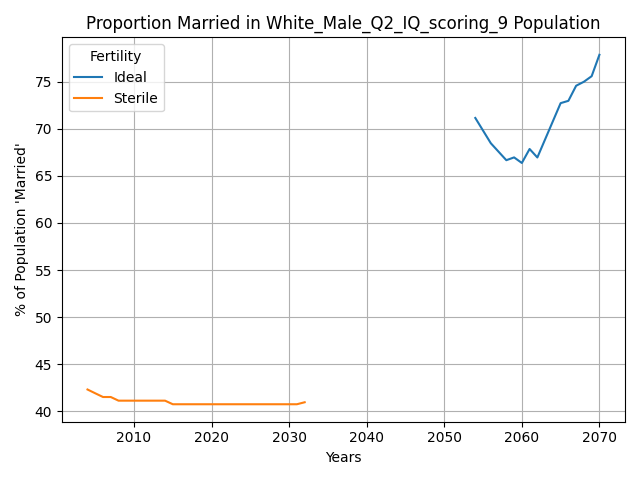 Proportion Married in White_Male_Q2_IQ_scoring_9 Population
Fertility
Ideal
Sterile
% of Population 'Married'
75
70
65
60
55
50
45
40
2010
2020
2030
2040
2050
2060
2070
Years